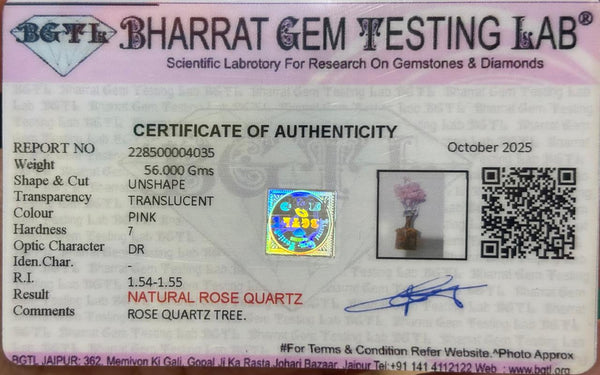 BGTL BHARRAT GEM TESTING LAB®
Scientific Labrotory For Research On Gemstones & Diamonds
CERTIFICATE OF AUTHENTICITY
October 2025
REPORT NO 228500004035
Weight 56.000 Gms
Shape & Cut UNSHAPE
Transparency TRANSLUCENT
Colour PINK
Hardness 7
Optic Character DR
Iden.Char. -
R.I. 1.54-1.55
Result NATURAL ROSE QUARTZ
Comments ROSE QUARTZ TREE.
BGTL
#For Terms & Condition Refer Website.^Photo Approx
BGTL JAIPUR: 362, Memiyon Ki Gali, Gopal Ji Ka Rasta Johari Bazaar, Jaipur Tel:+91 141 4112122 Web : www.bgtl.org